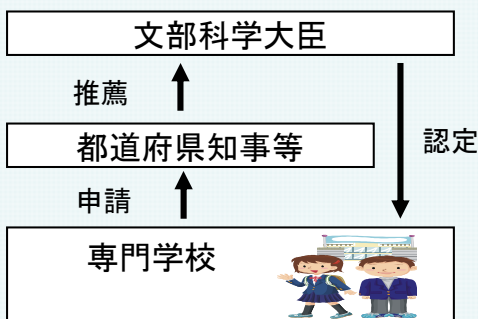 文部科学大臣
推薦
都道府県知事等
認定
申請
専門学校